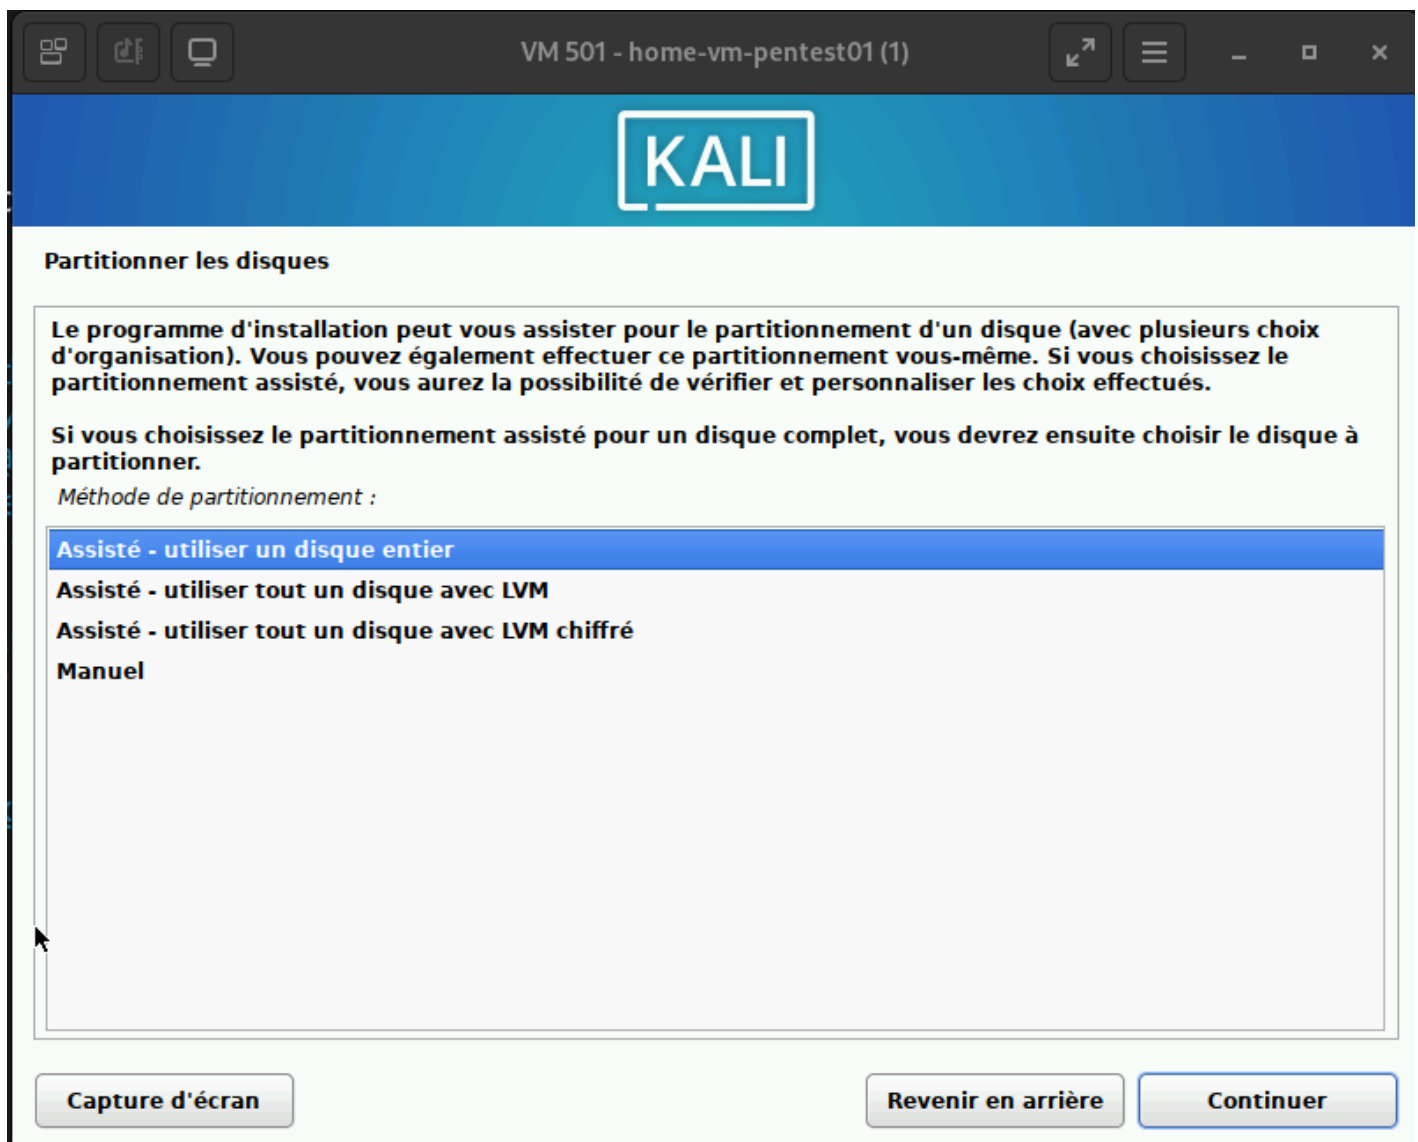 VM 501 - home-vm-pentest01 (1)
KALI
Partitionner les disques
Le programme d'installation peut vous assister pour le partitionnement d'un disque (avec plusieurs choix
d'organisation). Vous pouvez également effectuer ce partitionnement vous-même. Si vous choisissez le
partitionnement assisté, vous aurez la possibilité de vérifier et personnaliser les choix effectués.
Si vous choisissez le partitionnement assisté pour un disque complet, vous devrez ensuite choisir le disque à
partitionner.
Méthode de partitionnement :
Assisté - utiliser un disque entier
Assisté - utiliser tout un disque avec LVM
Assisté - utiliser tout un disque avec LVM chiffré
Manuel
Capture d'écran
Revenir en arrière
Continuer